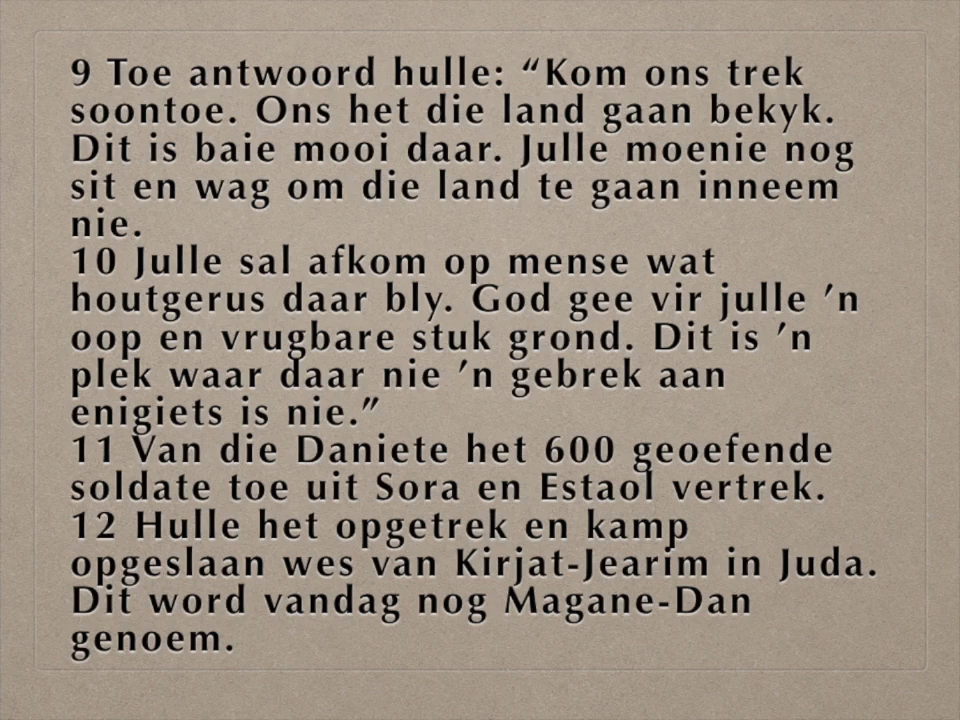 9 Toe antwoord hulle: “Kom ons trek
soontoe. Ons het die land gaan bekyk.
Dit is baie mooi daar. Julle moenie nog
sit en wag om die land te gaan inneem
nie.
10 Julle sal afkom op mense wat
houtgerus daar bly. God gee vir julle ’n
oop en vrugbare stuk grond. Dit is ’n
plek waar daar nie ’n gebrek aan
enigiets is nie.”
11 Van die Daniete het 600 geoefende
soldate toe uit Sora en Estaol vertrek.
12 Hulle het opgetrek en kamp
opgeslaan wes van Kirjat-Jearim in Juda.
Dit word vandag nog Magane-Dan
genoem.